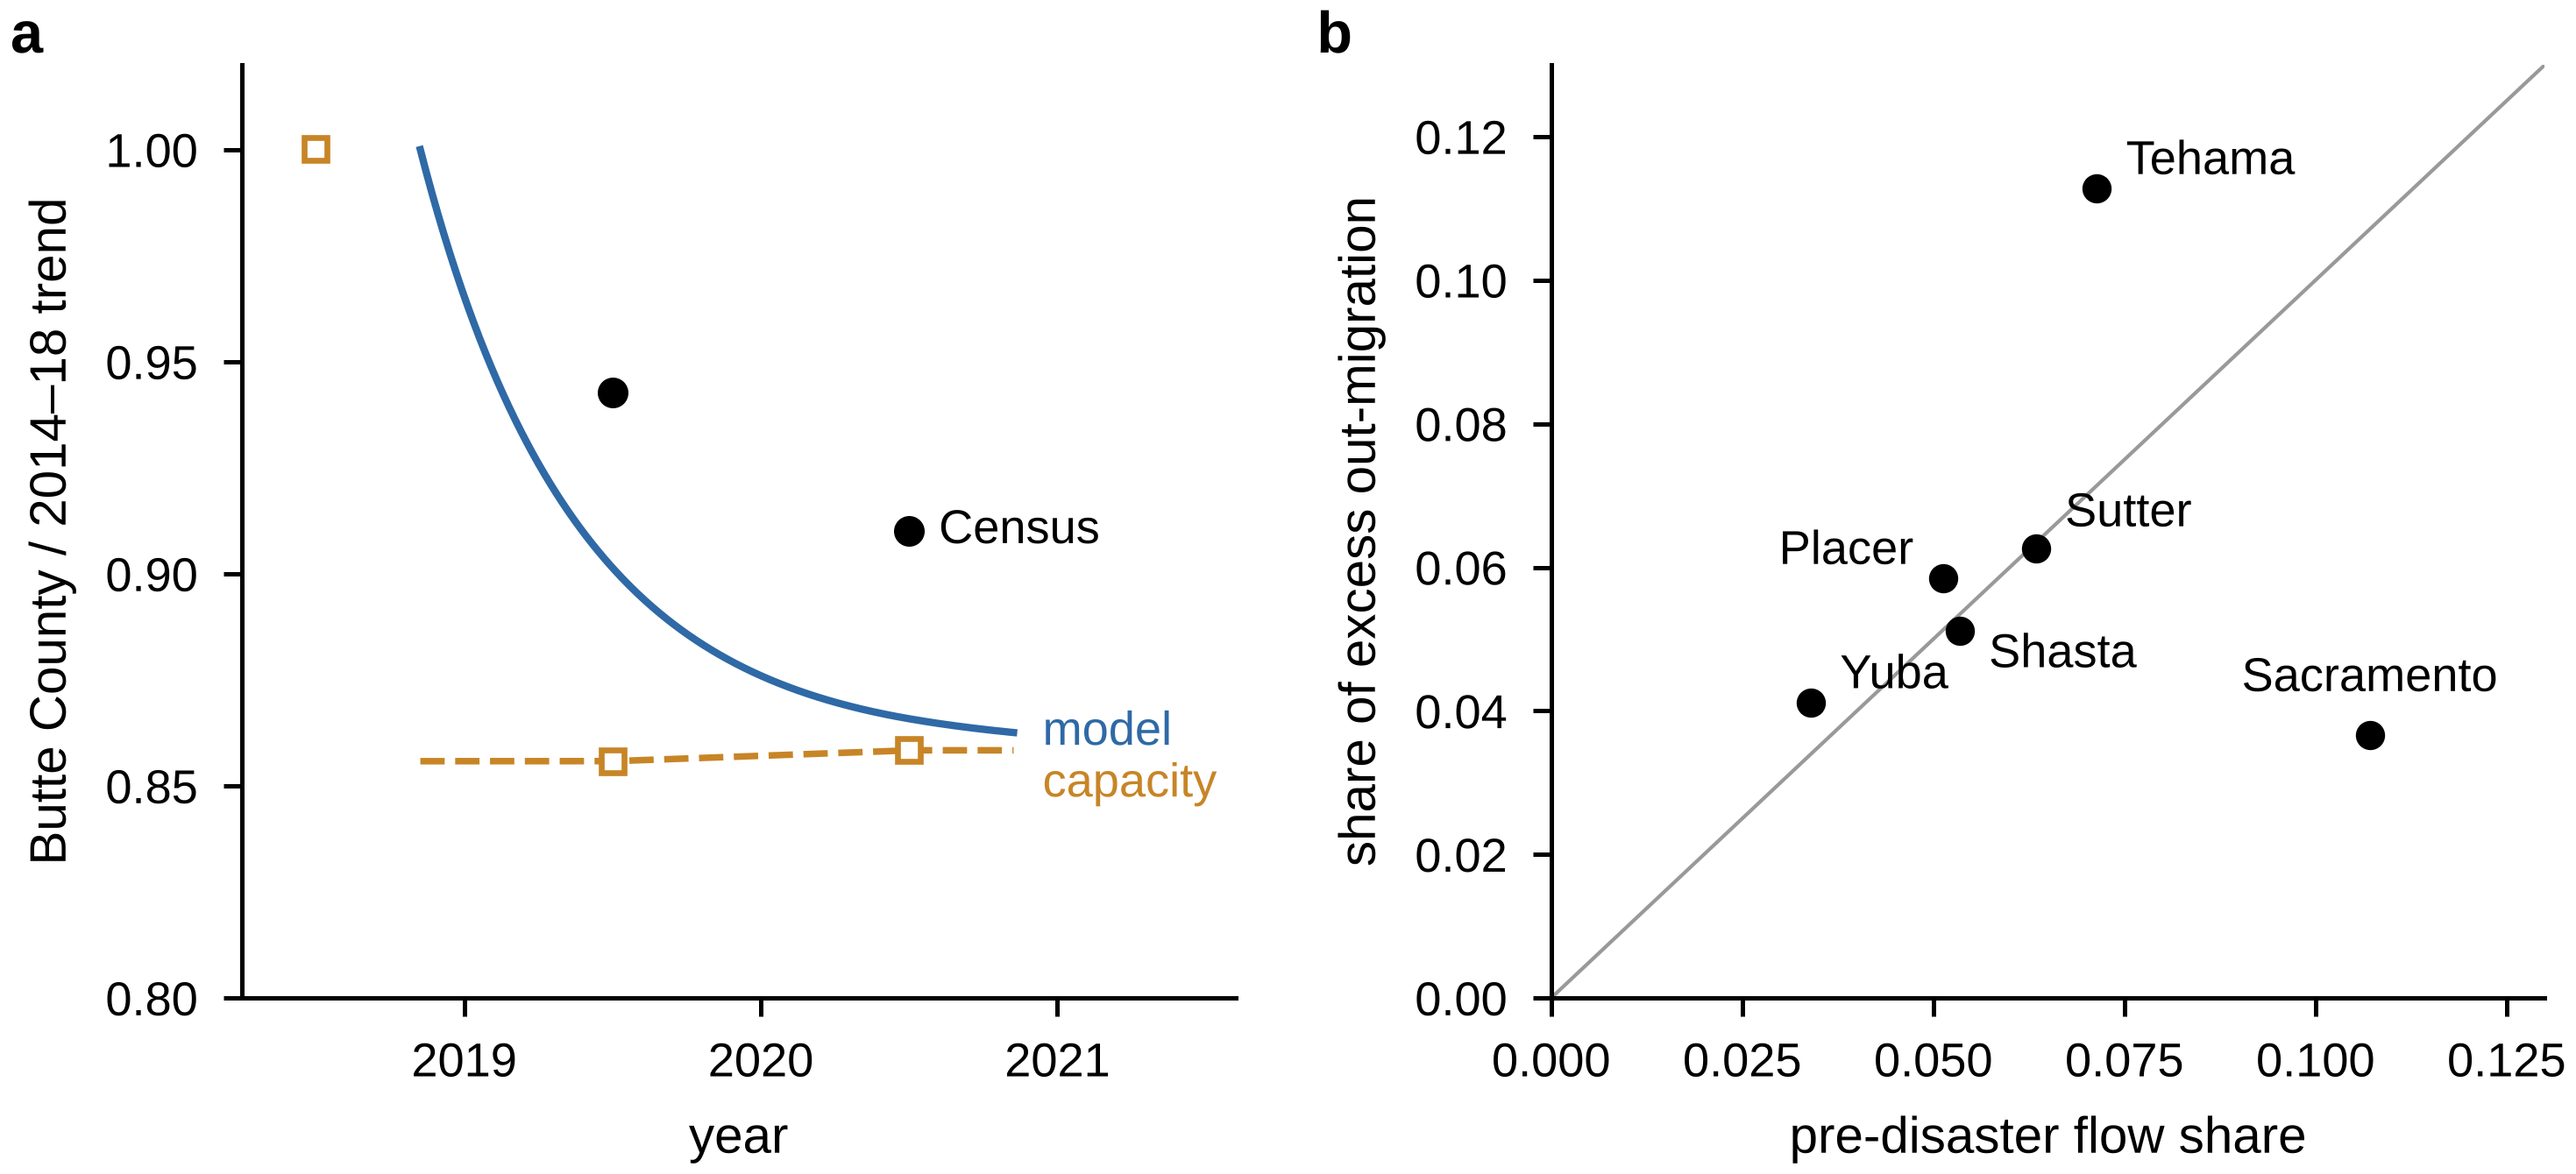 a
Butte County / 2014–18 trend
1.00
0.95
0.90
0.85
0.80
Census
model
capacity
2019 2020 2021
year
b
share of excess out-migration
0.12
0.10
0.08
0.06
0.04
0.02
0.00
Tehama
Sutter
Placer
Shasta
Yuba
Sacramento
0.000 0.025 0.050 0.075 0.100 0.125
pre-disaster flow share